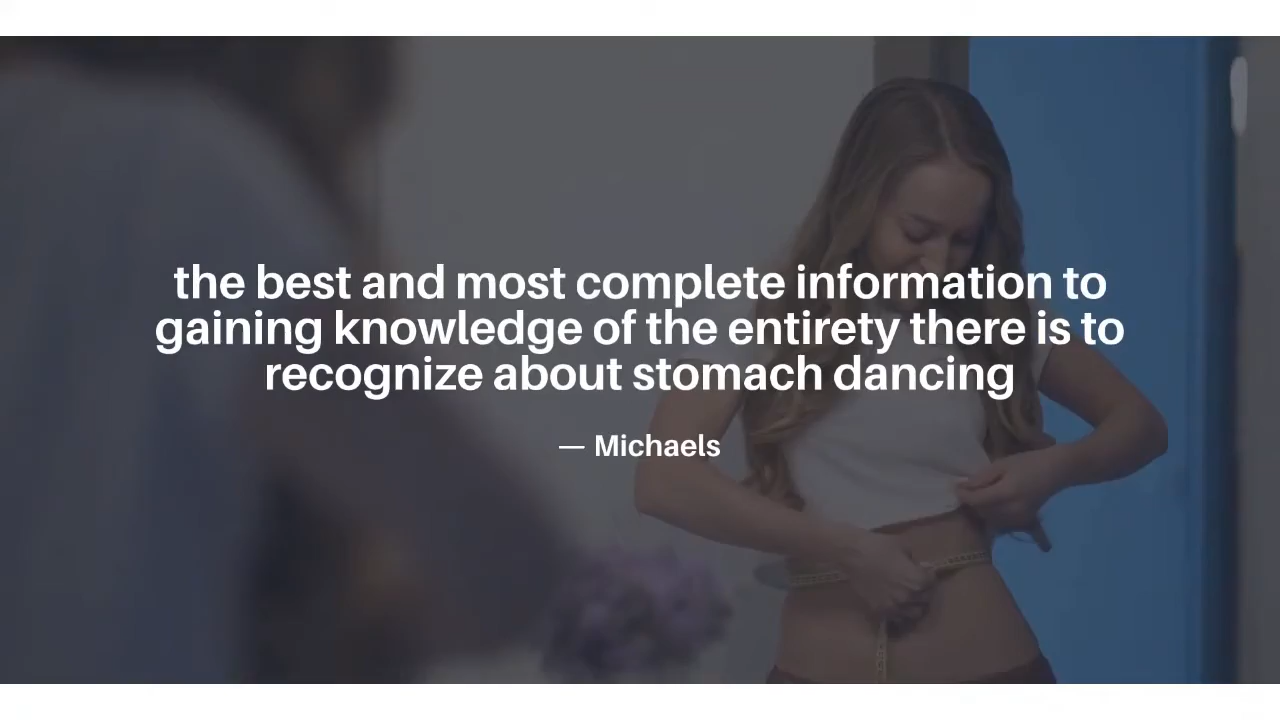 the best and most complete information to
gaining knowledge of the entirety there is to
recognize about stomach dancing
— Michaels